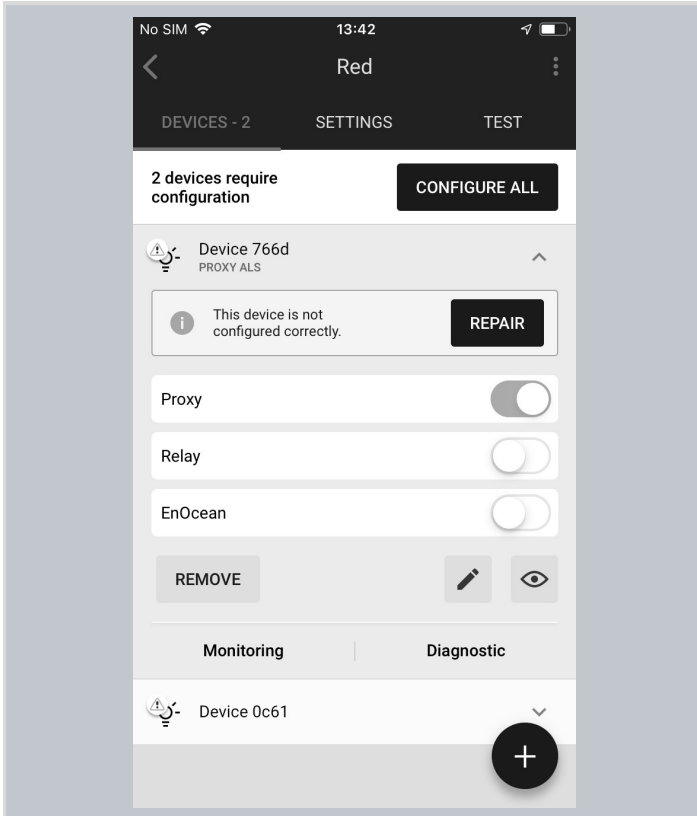 No SIM 13:42
Red
DEVICES - 2 SETTINGS TEST
2 devices require
configuration
CONFIGURE ALL
Device 766d
PROXY ALS
This device is not
configured correctly.
REPAIR
Proxy
Relay
EnOcean
REMOVE
Monitoring Diagnostic
Device 0c61